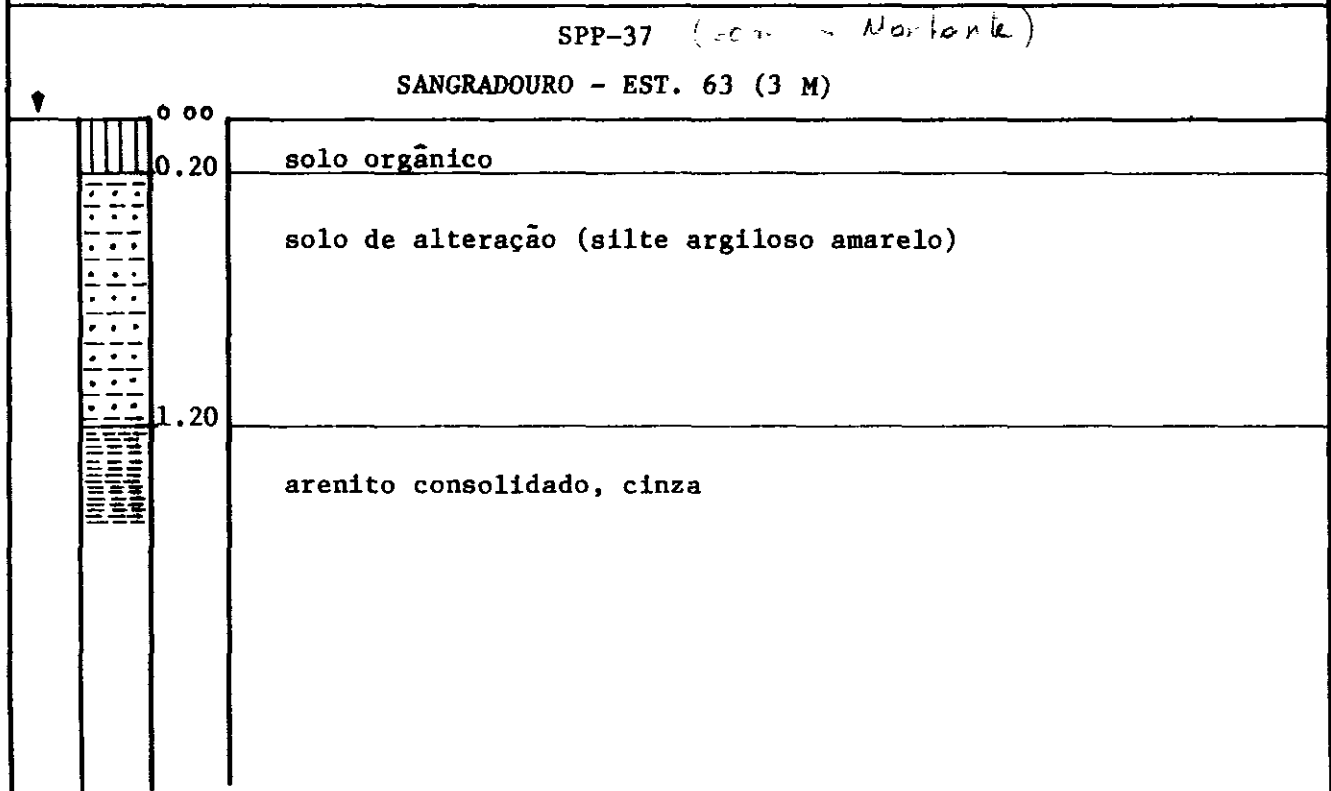 SPP-37
SANGRADOURO - EST. 63 (3 M)
0 00
0.20
solo orgânico
solo de alteração (silte argiloso amarelo)
1.20
arenito consolidado, cinza